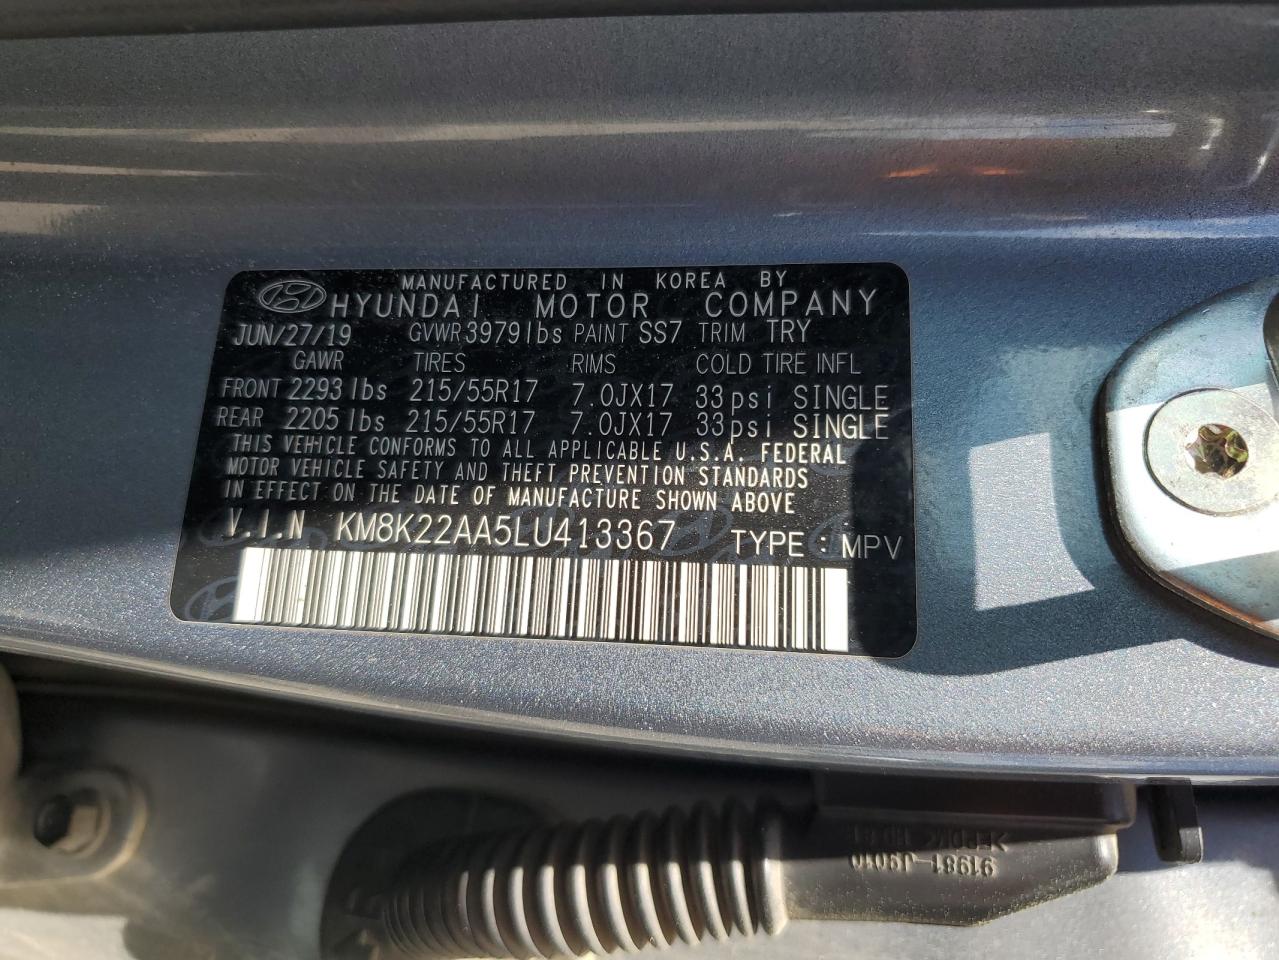 MANUFACTURED IN KOREA BY
HYUNDAI MOTOR COMPANY
JUN/27/19 GVWR 3979 lbs PAINT SS7 TRIM TRY
GAWR TIRES RIMS COLD TIRE INFL
FRONT 2293 lbs 215/55R17 7.0JX17 33 psi SINGLE
REAR 2205 lbs 215/55R17 7.0JX17 33 psi SINGLE
THIS VEHICLE CONFORMS TO ALL APPLICABLE U.S.A. FEDERAL
MOTOR VEHICLE SAFETY AND THEFT PREVENTION STANDARDS
IN EFFECT ON THE DATE OF MANUFACTURE SHOWN ABOVE
V.I.N KM8K22AA5LU413367 TYPE : MPV
91981-J9010